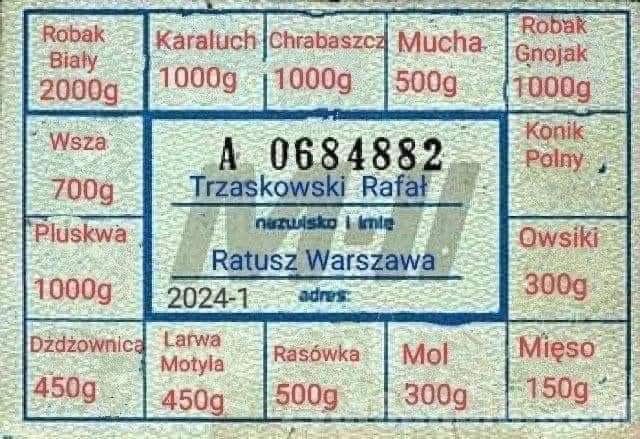 Robak
Biały
2000g
Karaluch
1000g
Chrabaszcz
1000g
Mucha
500g
Robak
Gnojak
1000g
Wsza
700g
A 0684882
Trzaskowski Rafał
nazwisko i imię
Ratusz Warszawa
2024-1
adres:
Konik
Polny
Pluskwa
1000g
Owsiki
300g
Dżdżownica
450g
Larwa
Motyla
450g
Rasówka
500g
Mol
300g
Mięso
150g